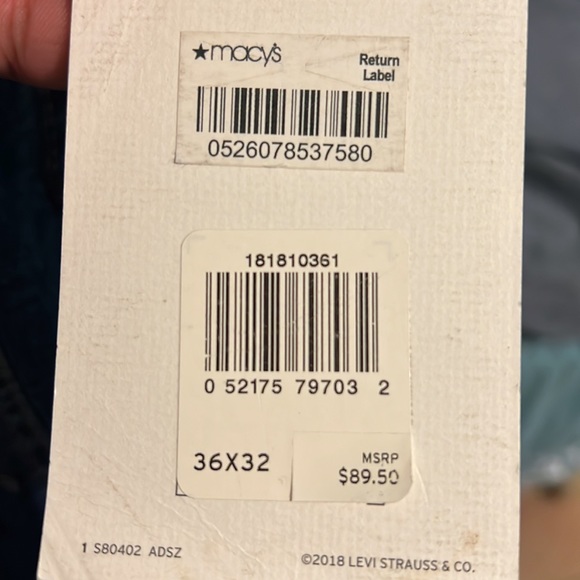 ★macy's
Return
Label
0526078537580
181810361
0 52175 79703 2
36X32
MSRP
$89.50
1 S80402 ADSZ
©2018 LEVI STRAUSS & CO.